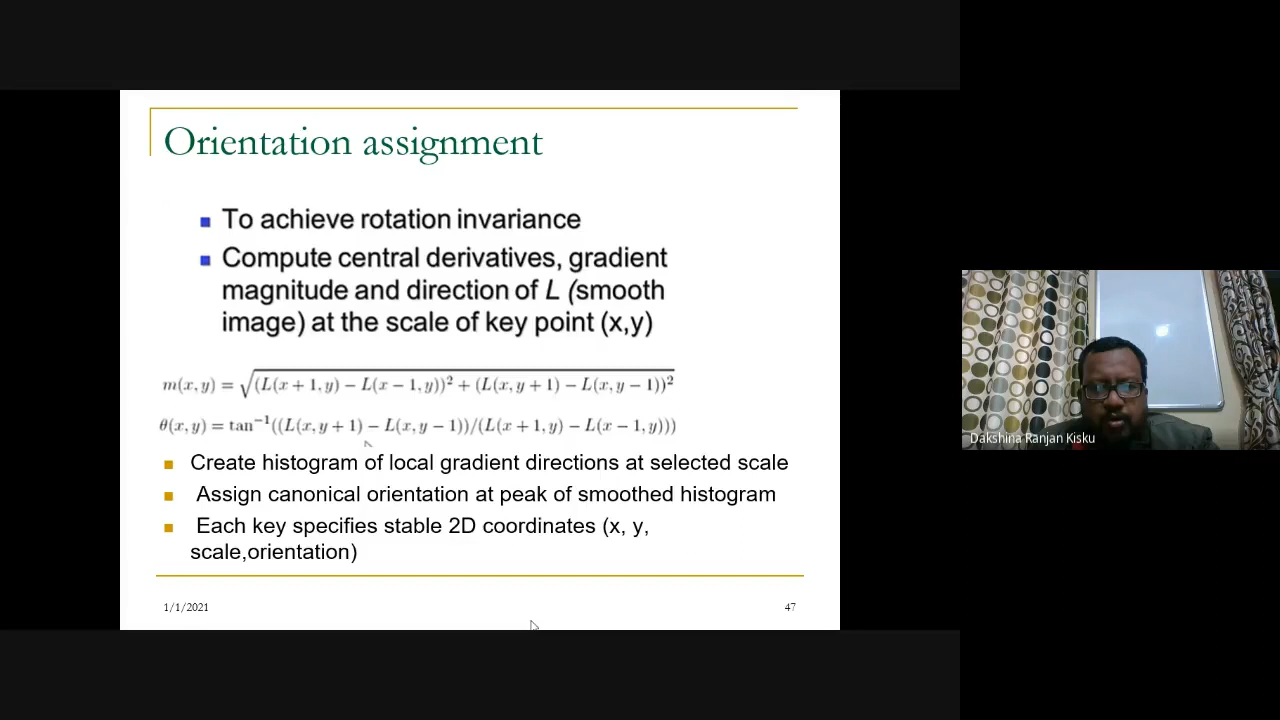 Orientation assignment
■ To achieve rotation invariance
■ Compute central derivatives, gradient
magnitude and direction of L (smooth
image) at the scale of key point (x,y)
m(x, y) = √(L(x + 1, y) − L(x − 1, y))² + (L(x, y + 1) − L(x, y − 1))²
θ(x, y) = tan⁻¹((L(x, y + 1) − L(x, y − 1))/(L(x + 1, y) − L(x − 1, y)))
■ Create histogram of local gradient directions at selected scale
■ Assign canonical orientation at peak of smoothed histogram
■ Each key specifies stable 2D coordinates (x, y,
scale,orientation)
1/1/2021
47
Dakshina Ranjan Kisku